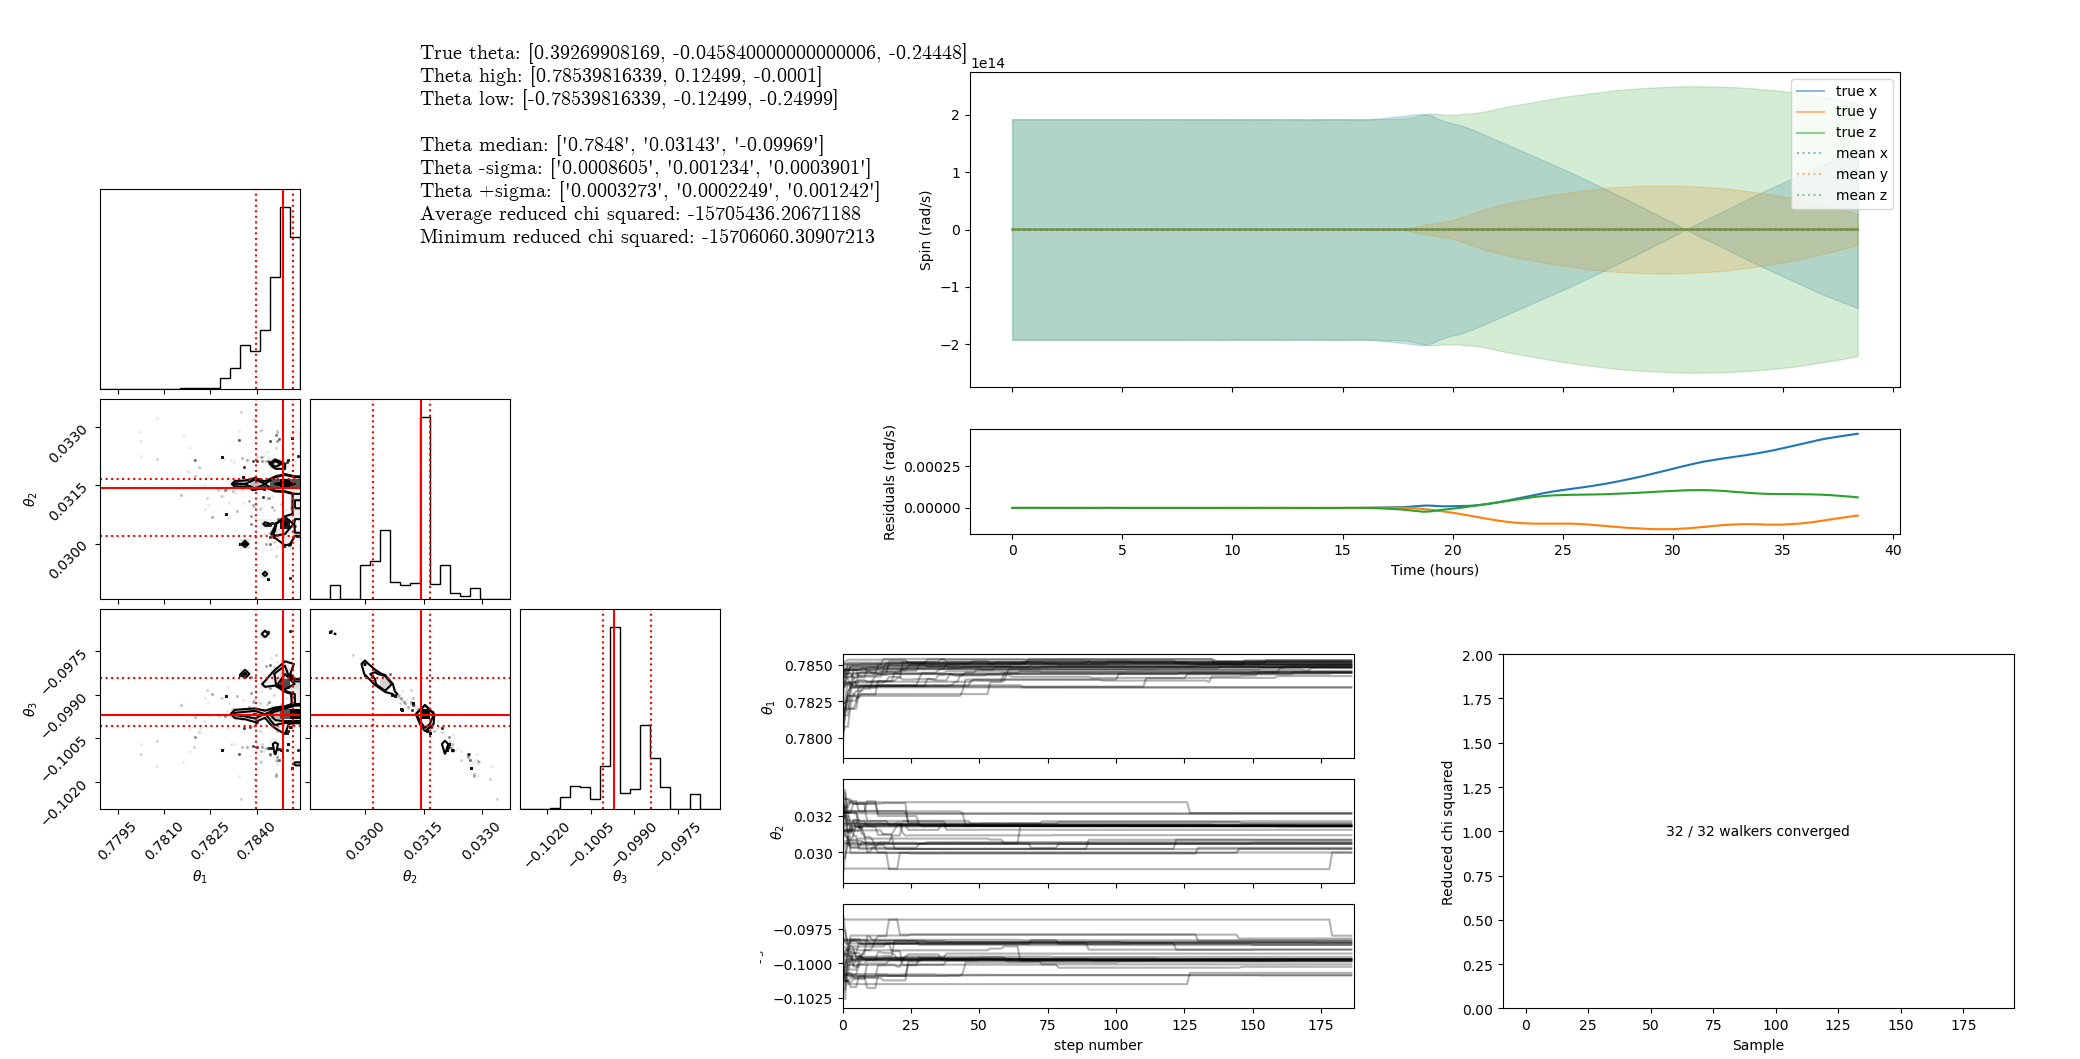 True theta: [0.39269908169, -0.045840000000000006, -0.24448]
Theta high: [0.78539816339, 0.12499, -0.0001]
Theta low: [-0.78539816339, -0.12499, -0.24999]
Theta median: ['0.7848', '0.03143', '-0.09969']
Theta -sigma: ['0.0008605', '0.001234', '0.0003901']
Theta +sigma: ['0.0003273', '0.0002249', '0.001242']
Average reduced chi squared: -15705436.20671188
Minimum reduced chi squared: -15706060.30907213
θ2
0.0330
0.0315
0.0300
θ3
−0.0975
−0.0990
−0.1005
−0.1020
0.7795
0.7810
0.7825
0.7840
θ1
0.0300
0.0315
0.0330
θ2
−0.1020
−0.1005
−0.0990
−0.0975
θ3
1e14
Spin (rad/s)
2
1
0
−1
−2
true x
true y
true z
mean x
mean y
mean z
Residuals (rad/s)
0.00025
0.00000
0
5
10
15
20
25
30
35
40
Time (hours)
θ1
0.7850
0.7825
0.7800
θ2
0.032
0.030
−0.0975
−0.1000
−0.1025
0
25
50
75
100
125
150
175
step number
Reduced chi squared
2.00
1.75
1.50
1.25
1.00
0.75
0.50
0.25
0.00
32 / 32 walkers converged
0
25
50
75
100
125
150
175
Sample